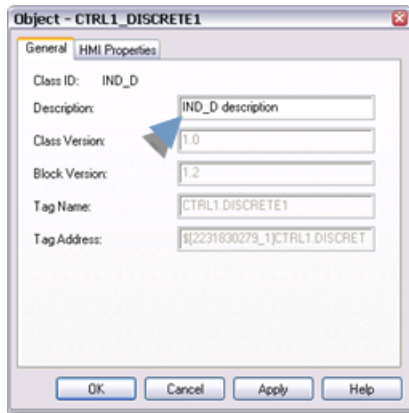 Object - CTRL1_DISCRETE1
General HMI Properties
Class ID: IND_D
Description: IND_D description
Class Version: 1.0
Block Version: 1.2
Tag Name: CTRL1.DISCRETE1
Tag Address: $[2231830279_1]CTRL1.DISCRET
OK Cancel Apply Help